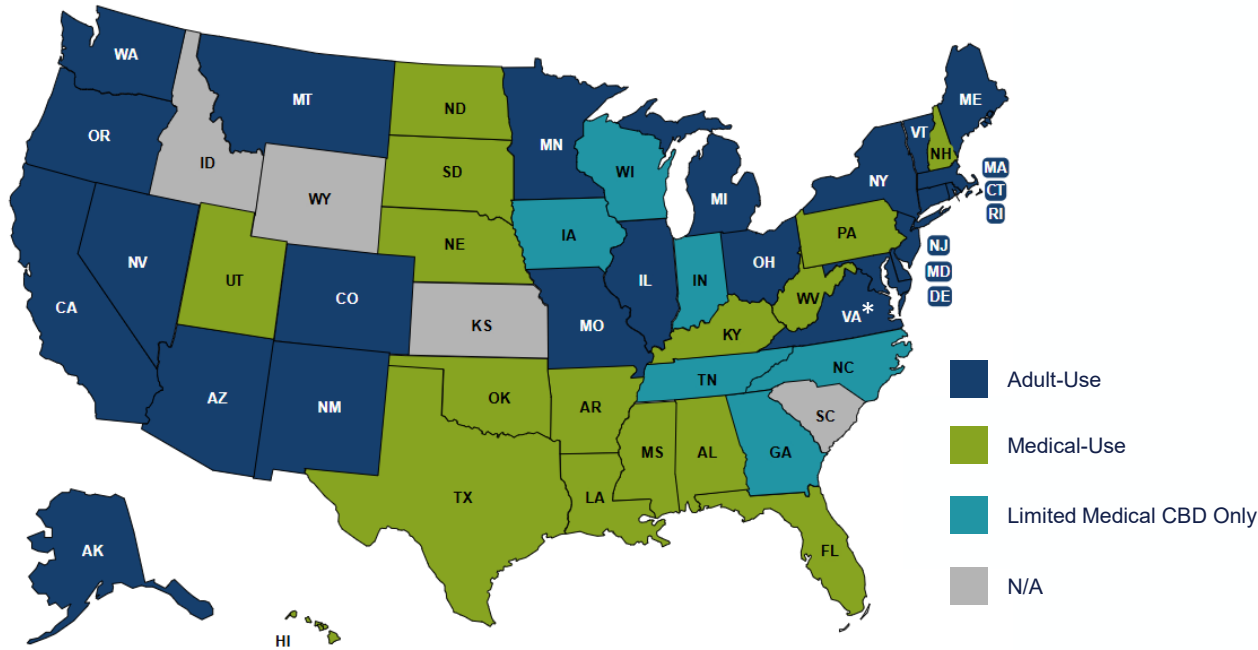 WA
MT
ND
MN
ME
VT
NH
OR
ID
SD
WI
MI
NY
MA
CT
RI
WY
IA
NE
PA
NJ
MD
DE
NV
UT
CO
IL
IN
OH
WV
VA*
CA
KS
MO
KY
AZ
NM
OK
AR
TN
NC
SC
MS
AL
GA
TX
LA
FL
AK
HI
Adult-Use
Medical-Use
Limited Medical CBD Only
N/A